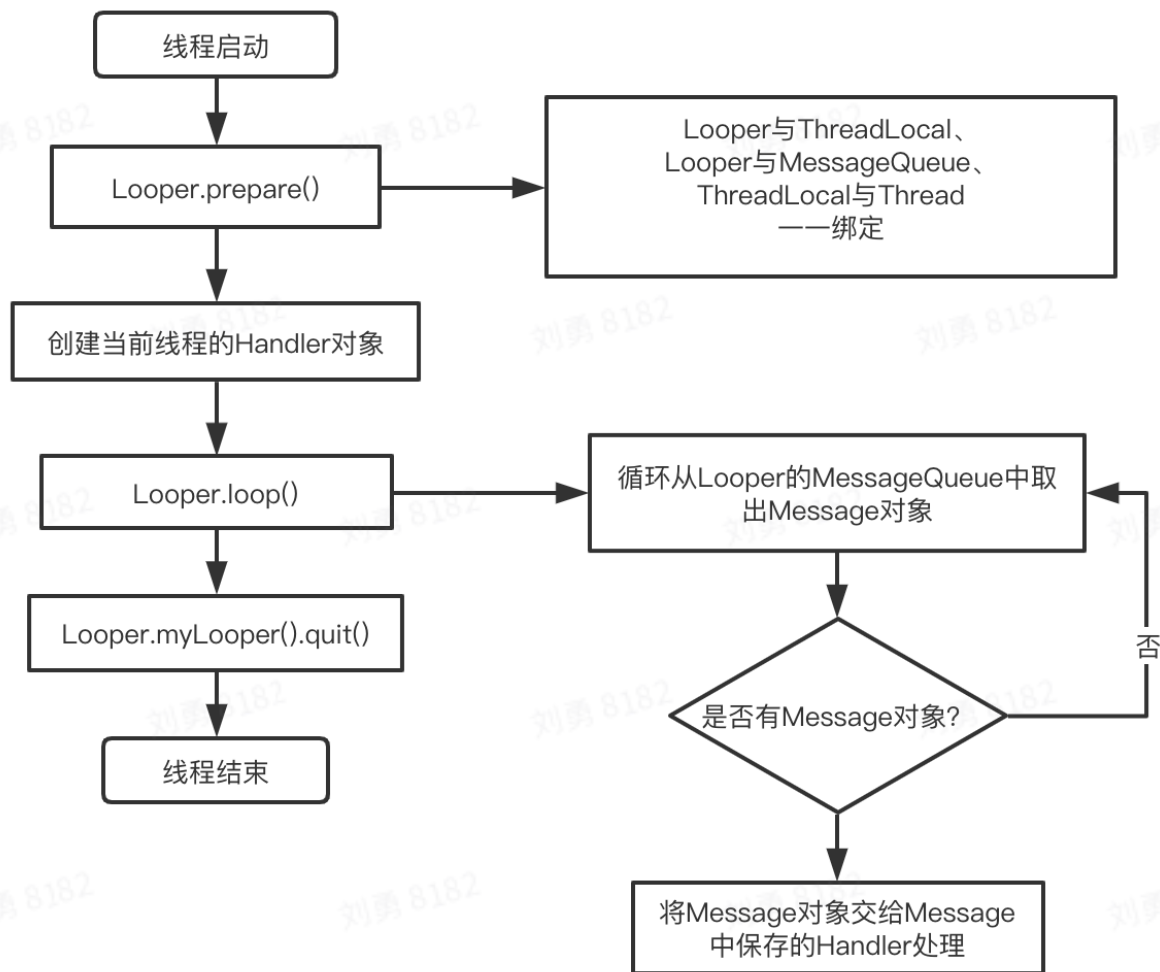 线程启动
Looper.prepare()
Looper与ThreadLocal、
Looper与MessageQueue、
ThreadLocal与Thread
一一绑定
创建当前线程的Handler对象
Looper.loop()
循环从Looper的MessageQueue中取
出Message对象
Looper.myLooper().quit()
否
是否有Message对象?
线程结束
将Message对象交给Message
中保存的Handler处理
刘勇 8182